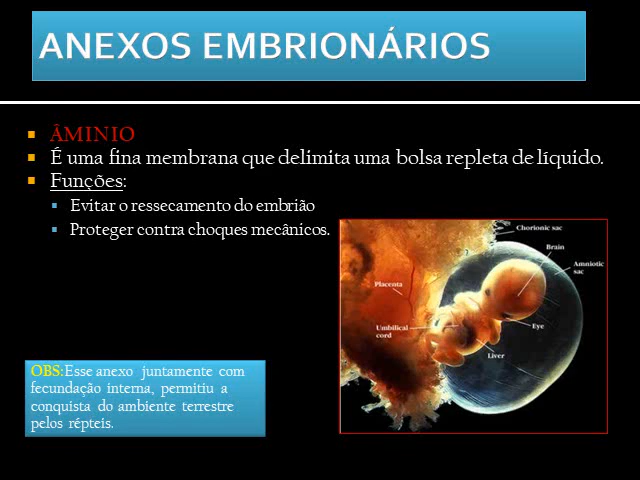 ANEXOS EMBRIONÁRIOS
ÂMINIO
É uma fina membrana que delimita uma bolsa repleta de líquido.
Funções:
Evitar o ressecamento do embrião
Proteger contra choques mecânicos.
Chorionic sac
Brain
Amniotic
sac
Placenta
Umbilical
cord
Eye
Liver
OBS:Esse anexo juntamente com
fecundação interna, permitiu a
conquista do ambiente terrestre
pelos répteis.